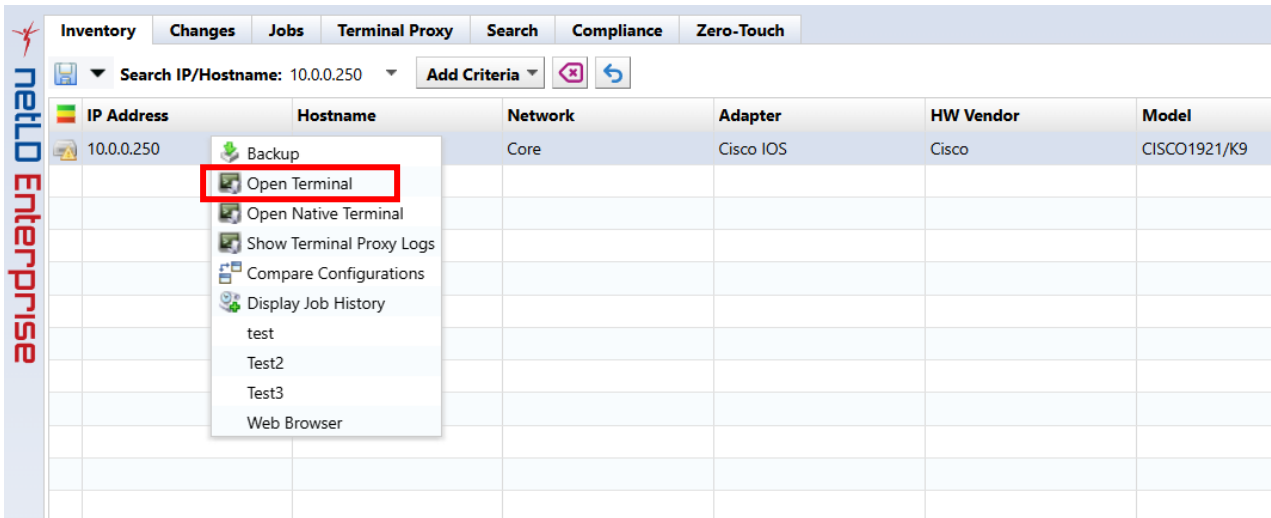 Inventory Changes Jobs Terminal Proxy Search Compliance Zero-Touch
Search IP/Hostname: 10.0.0.250 Add Criteria
IP Address Hostname Network Adapter HW Vendor Model
10.0.0.250 Core Cisco IOS Cisco CISCO1921/K9
Backup
Open Terminal
Open Native Terminal
Show Terminal Proxy Logs
Compare Configurations
Display Job History
test
Test2
Test3
Web Browser
netLD Enterprise